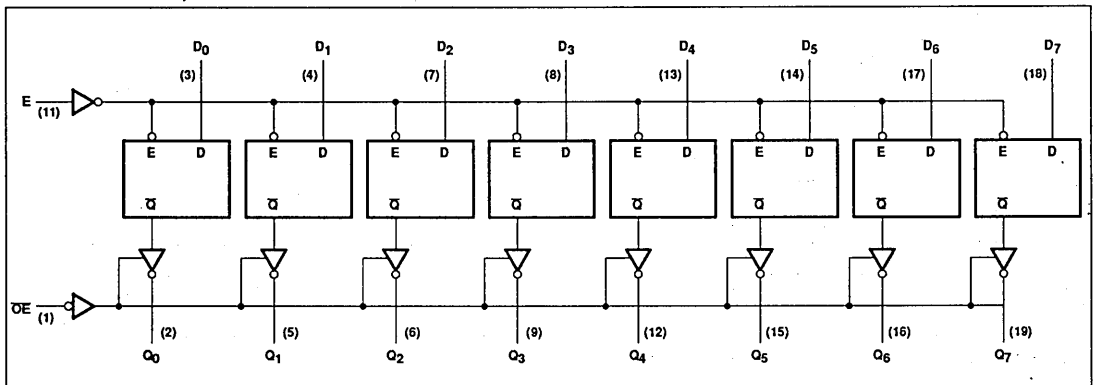 D0 D1 D2 D3 D4 D5 D6 D7
(3) (4) (7) (8) (13) (14) (17) (18)
E
(11)
E D E D E D E D E D E D E D E D
Q̅ Q̅ Q̅ Q̅ Q̅ Q̅ Q̅ Q̅
O̅E̅
(1)
(2) (5) (6) (9) (12) (15) (16) (19)
Q0 Q1 Q2 Q3 Q4 Q5 Q6 Q7